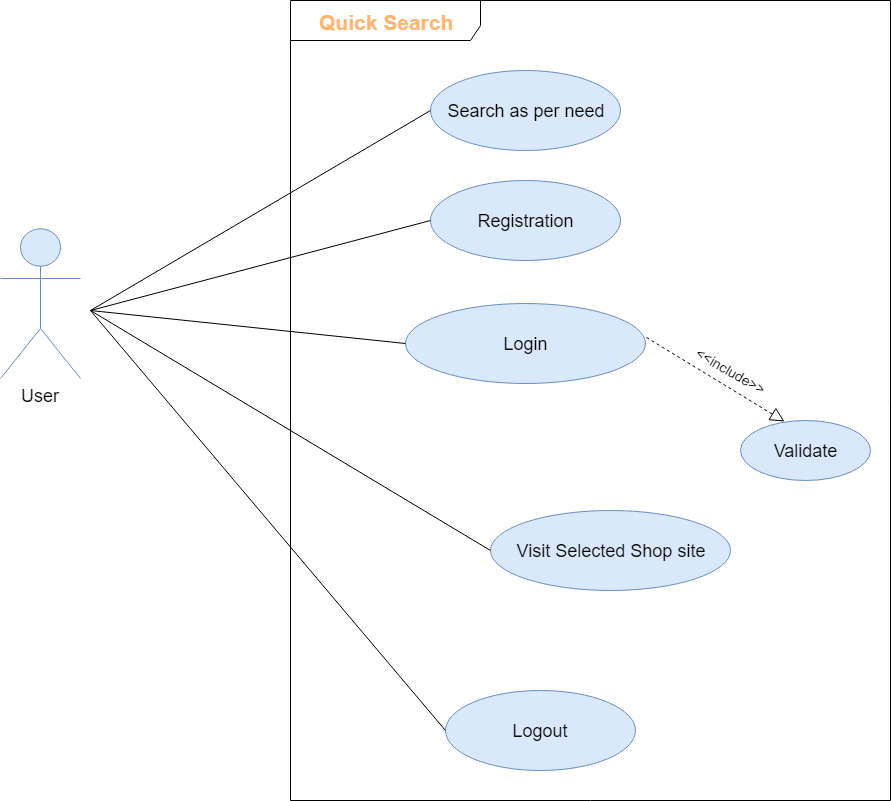 Quick Search
Search as per need
Registration
Login
<<include>>
User
Validate
Visit Selected Shop site
Logout